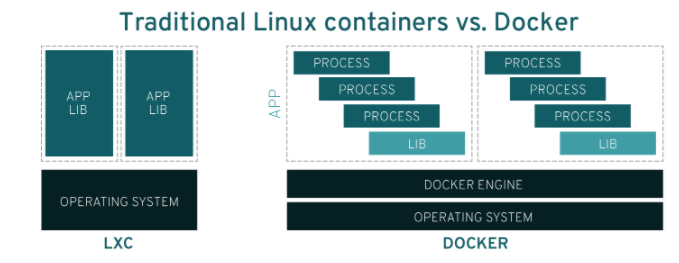 Traditional Linux containers vs. Docker
APP
LIB
APP
LIB
OPERATING SYSTEM
LXC
APP
PROCESS
PROCESS
PROCESS
LIB
PROCESS
PROCESS
PROCESS
LIB
DOCKER ENGINE
OPERATING SYSTEM
DOCKER